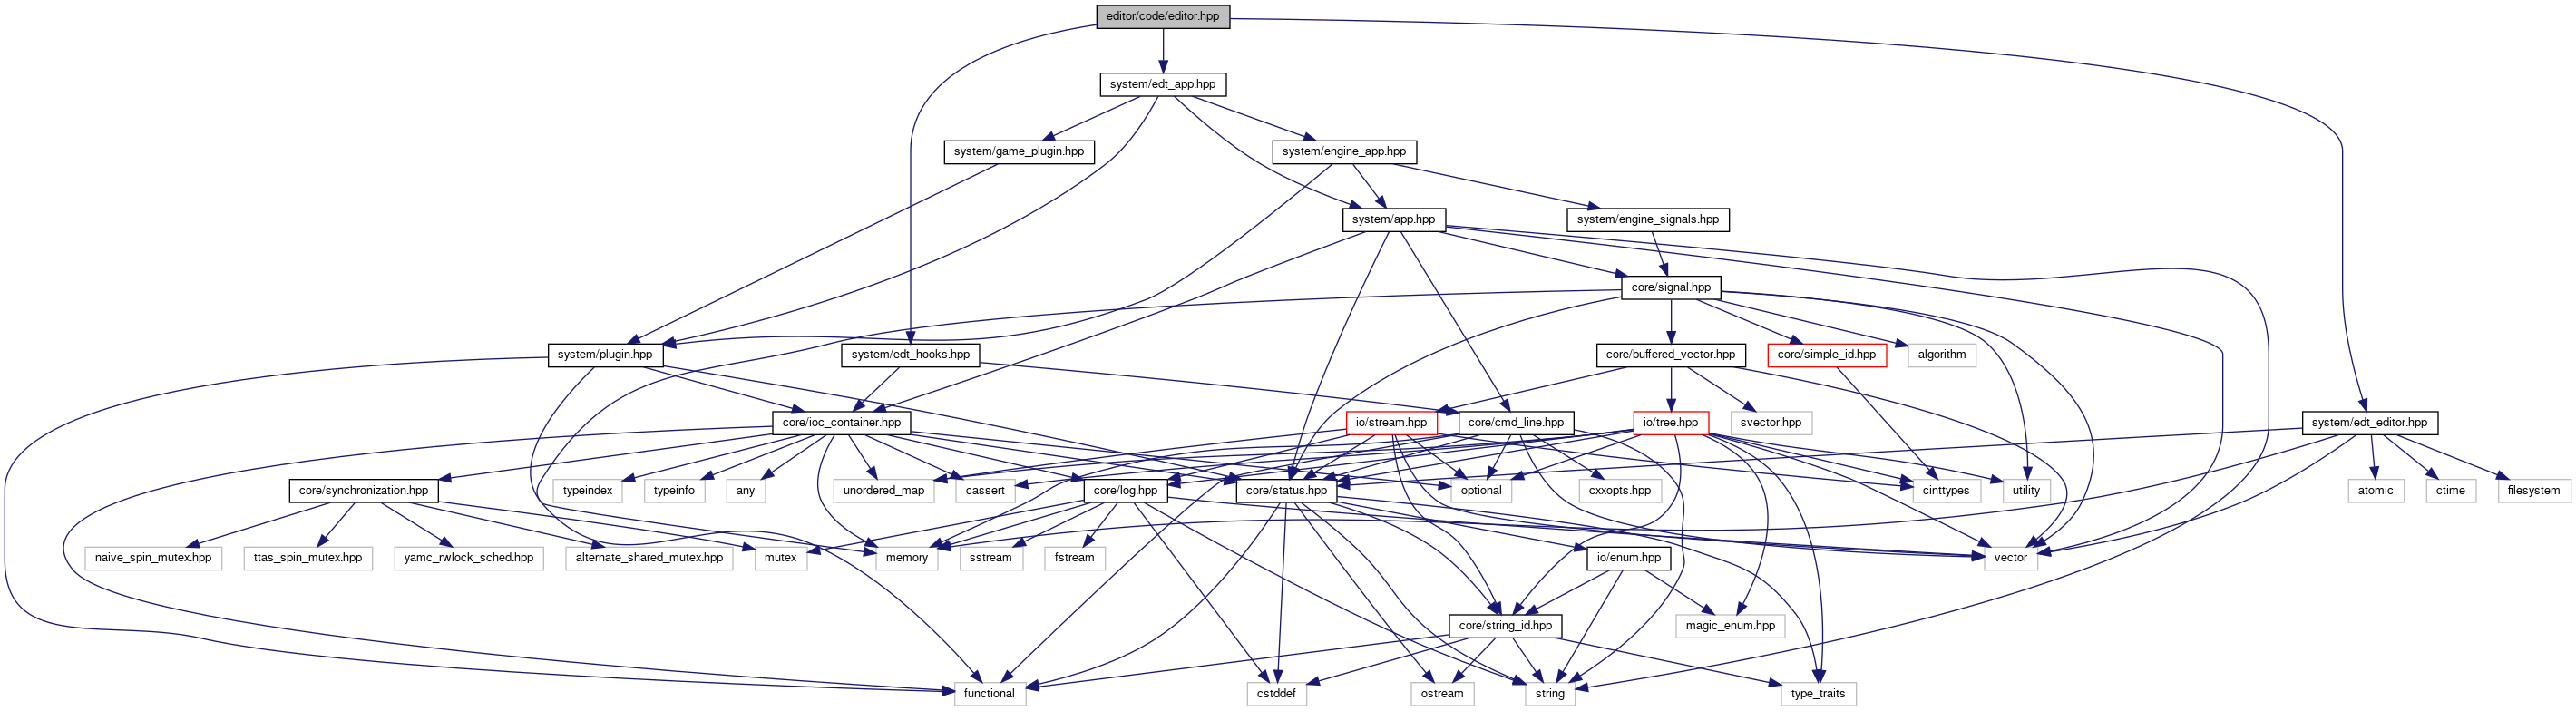 editor/code/editor.hpp
system/edt_app.hpp
system/game_plugin.hpp
system/engine_app.hpp
system/app.hpp
system/engine_signals.hpp
core/signal.hpp
system/plugin.hpp
system/edt_hooks.hpp
core/buffered_vector.hpp
core/simple_id.hpp
algorithm
core/ioc_container.hpp
io/stream.hpp
core/cmd_line.hpp
io/tree.hpp
svector.hpp
system/edt_editor.hpp
core/synchronization.hpp
typeindex
typeinfo
any
unordered_map
cassert
core/log.hpp
core/status.hpp
optional
cxxopts.hpp
cinttypes
utility
atomic
ctime
filesystem
naive_spin_mutex.hpp
ttas_spin_mutex.hpp
yamc_rwlock_sched.hpp
alternate_shared_mutex.hpp
mutex
memory
sstream
fstream
io/enum.hpp
vector
core/string_id.hpp
magic_enum.hpp
functional
cstddef
ostream
string
type_traits